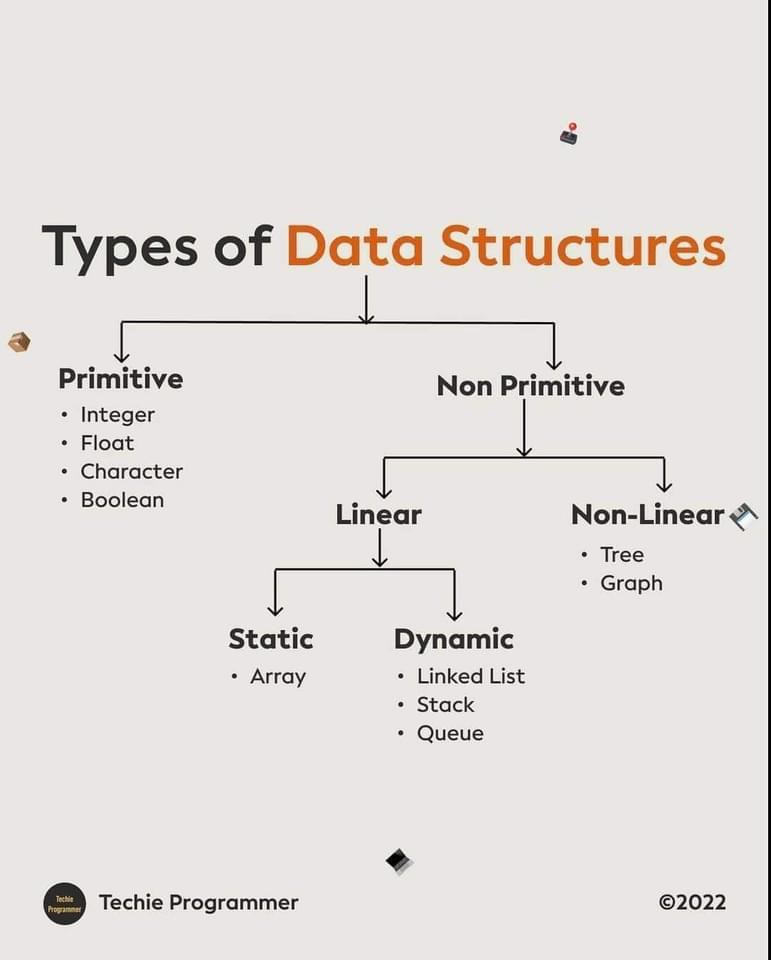 Types of Data Structures
Primitive
• Integer
• Float
• Character
• Boolean
Non Primitive
Linear
Non-Linear
• Tree
• Graph
Static
• Array
Dynamic
• Linked List
• Stack
• Queue
Techie
Programmer
Techie Programmer
©2022